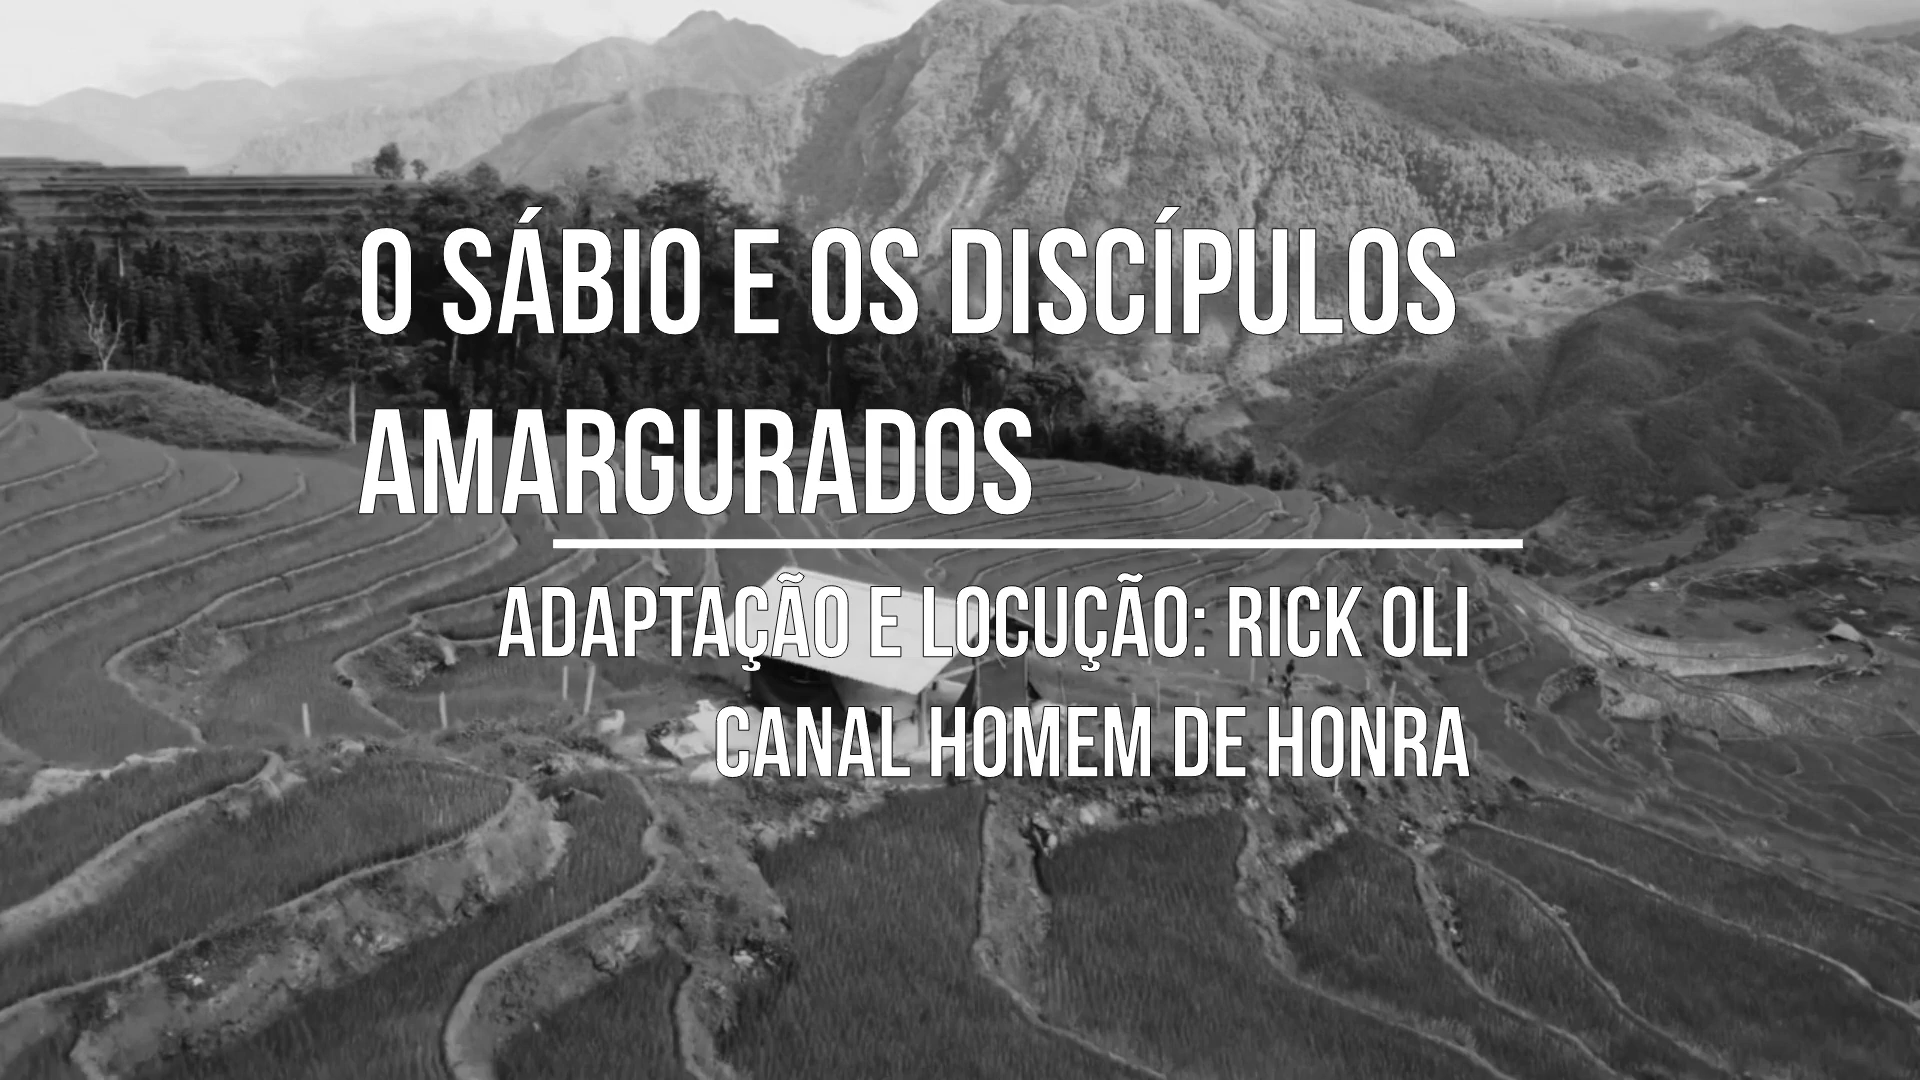 O SÁBIO E OS DISCÍPULOS
AMARGURADOS
ADAPTAÇÃO E LOCUÇÃO: RICK OLI
CANAL HOMEM DE HONRA